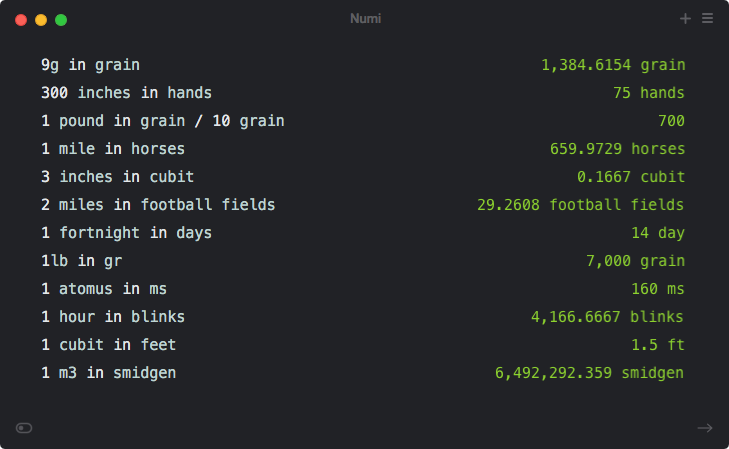 Numi
9g in grain 1,384.6154 grain
300 inches in hands 75 hands
1 pound in grain / 10 grain 700
1 mile in horses 659.9729 horses
3 inches in cubit 0.1667 cubit
2 miles in football fields 29.2608 football fields
1 fortnight in days 14 day
1lb in gr 7,000 grain
1 atomus in ms 160 ms
1 hour in blinks 4,166.6667 blinks
1 cubit in feet 1.5 ft
1 m3 in smidgen 6,492,292.359 smidgen